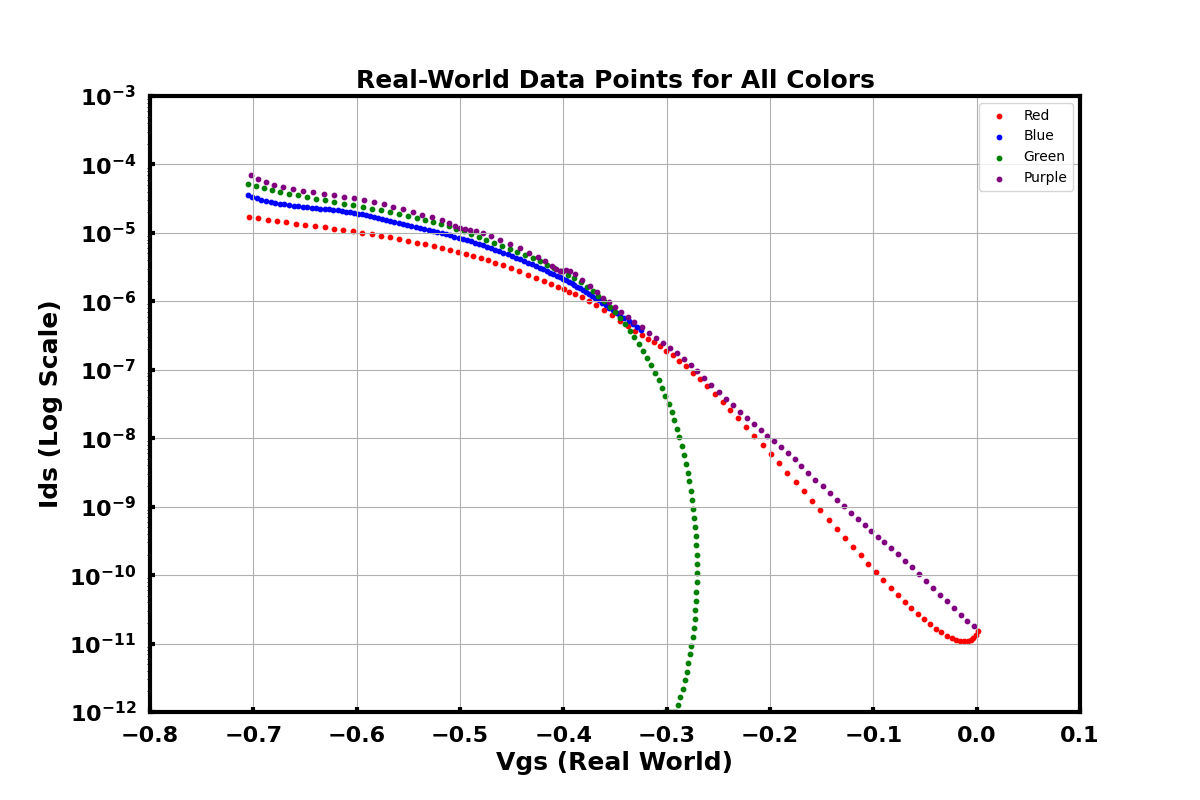 Real-World Data Points for All Colors
10⁻³
10⁻⁴
10⁻⁵
10⁻⁶
10⁻⁷
10⁻⁸
10⁻⁹
10⁻¹⁰
10⁻¹¹
10⁻¹²
Ids (Log Scale)
Red
Blue
Green
Purple
−0.8 −0.7 −0.6 −0.5 −0.4 −0.3 −0.2 −0.1 0.0 0.1
Vgs (Real World)